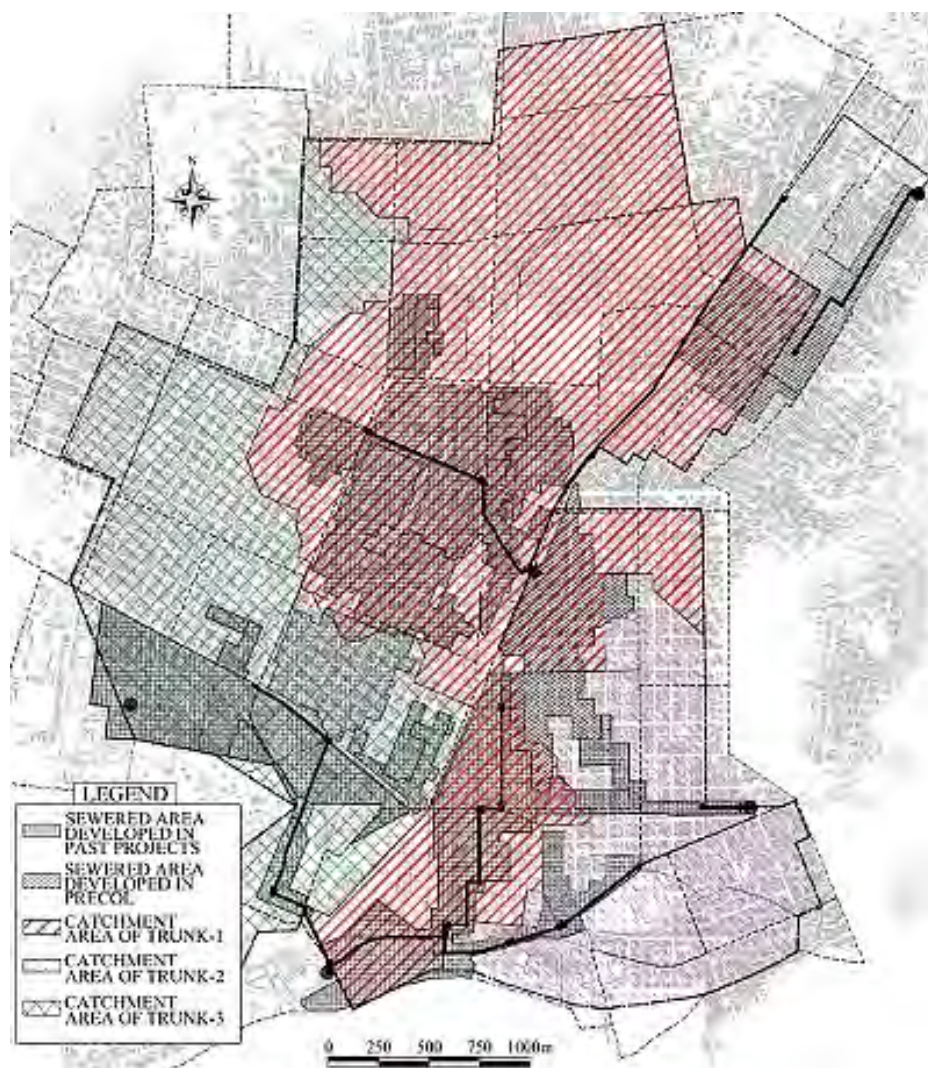 N
LEGEND
SEWERED AREA
DEVELOPED IN
PAST PROJECTS
SEWERED AREA
DEVELOPED IN
PRECOL
CATCHMENT
AREA OF TRUNK-1
CATCHMENT
AREA OF TRUNK-2
CATCHMENT
AREA OF TRUNK-3
0 250 500 750 1000m